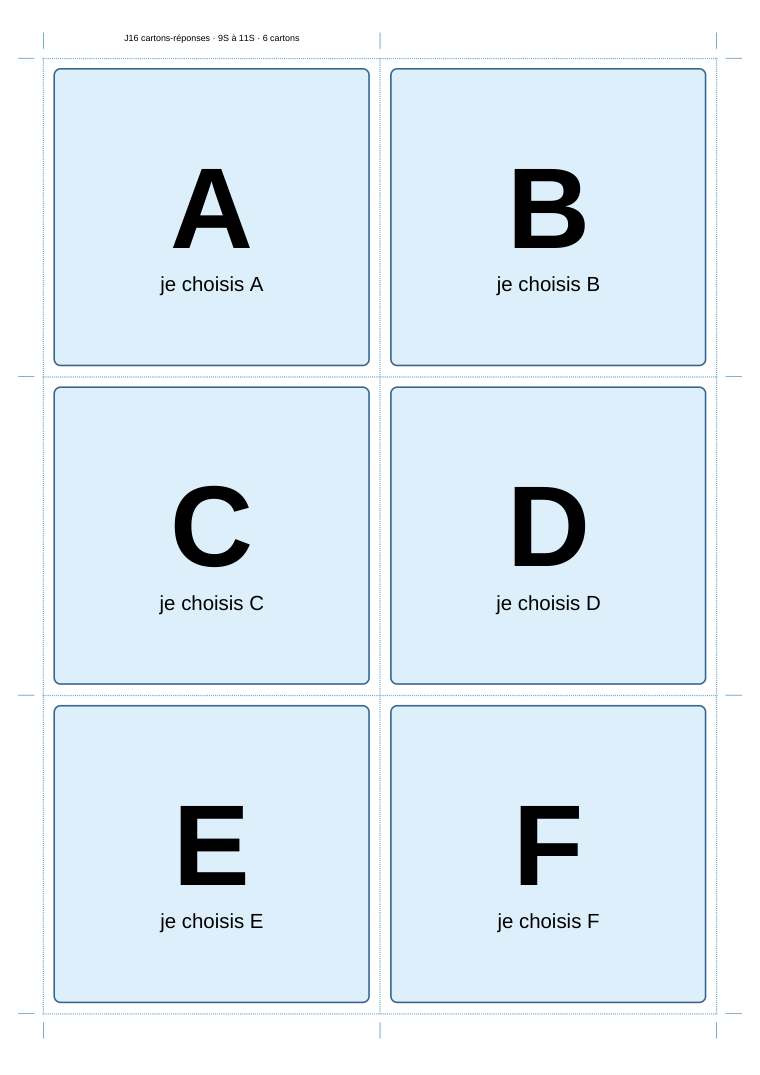 J16 cartons-réponses · 9S à 11S · 6 cartons
A
je choisis A
B
je choisis B
C
je choisis C
D
je choisis D
E
je choisis E
F
je choisis F